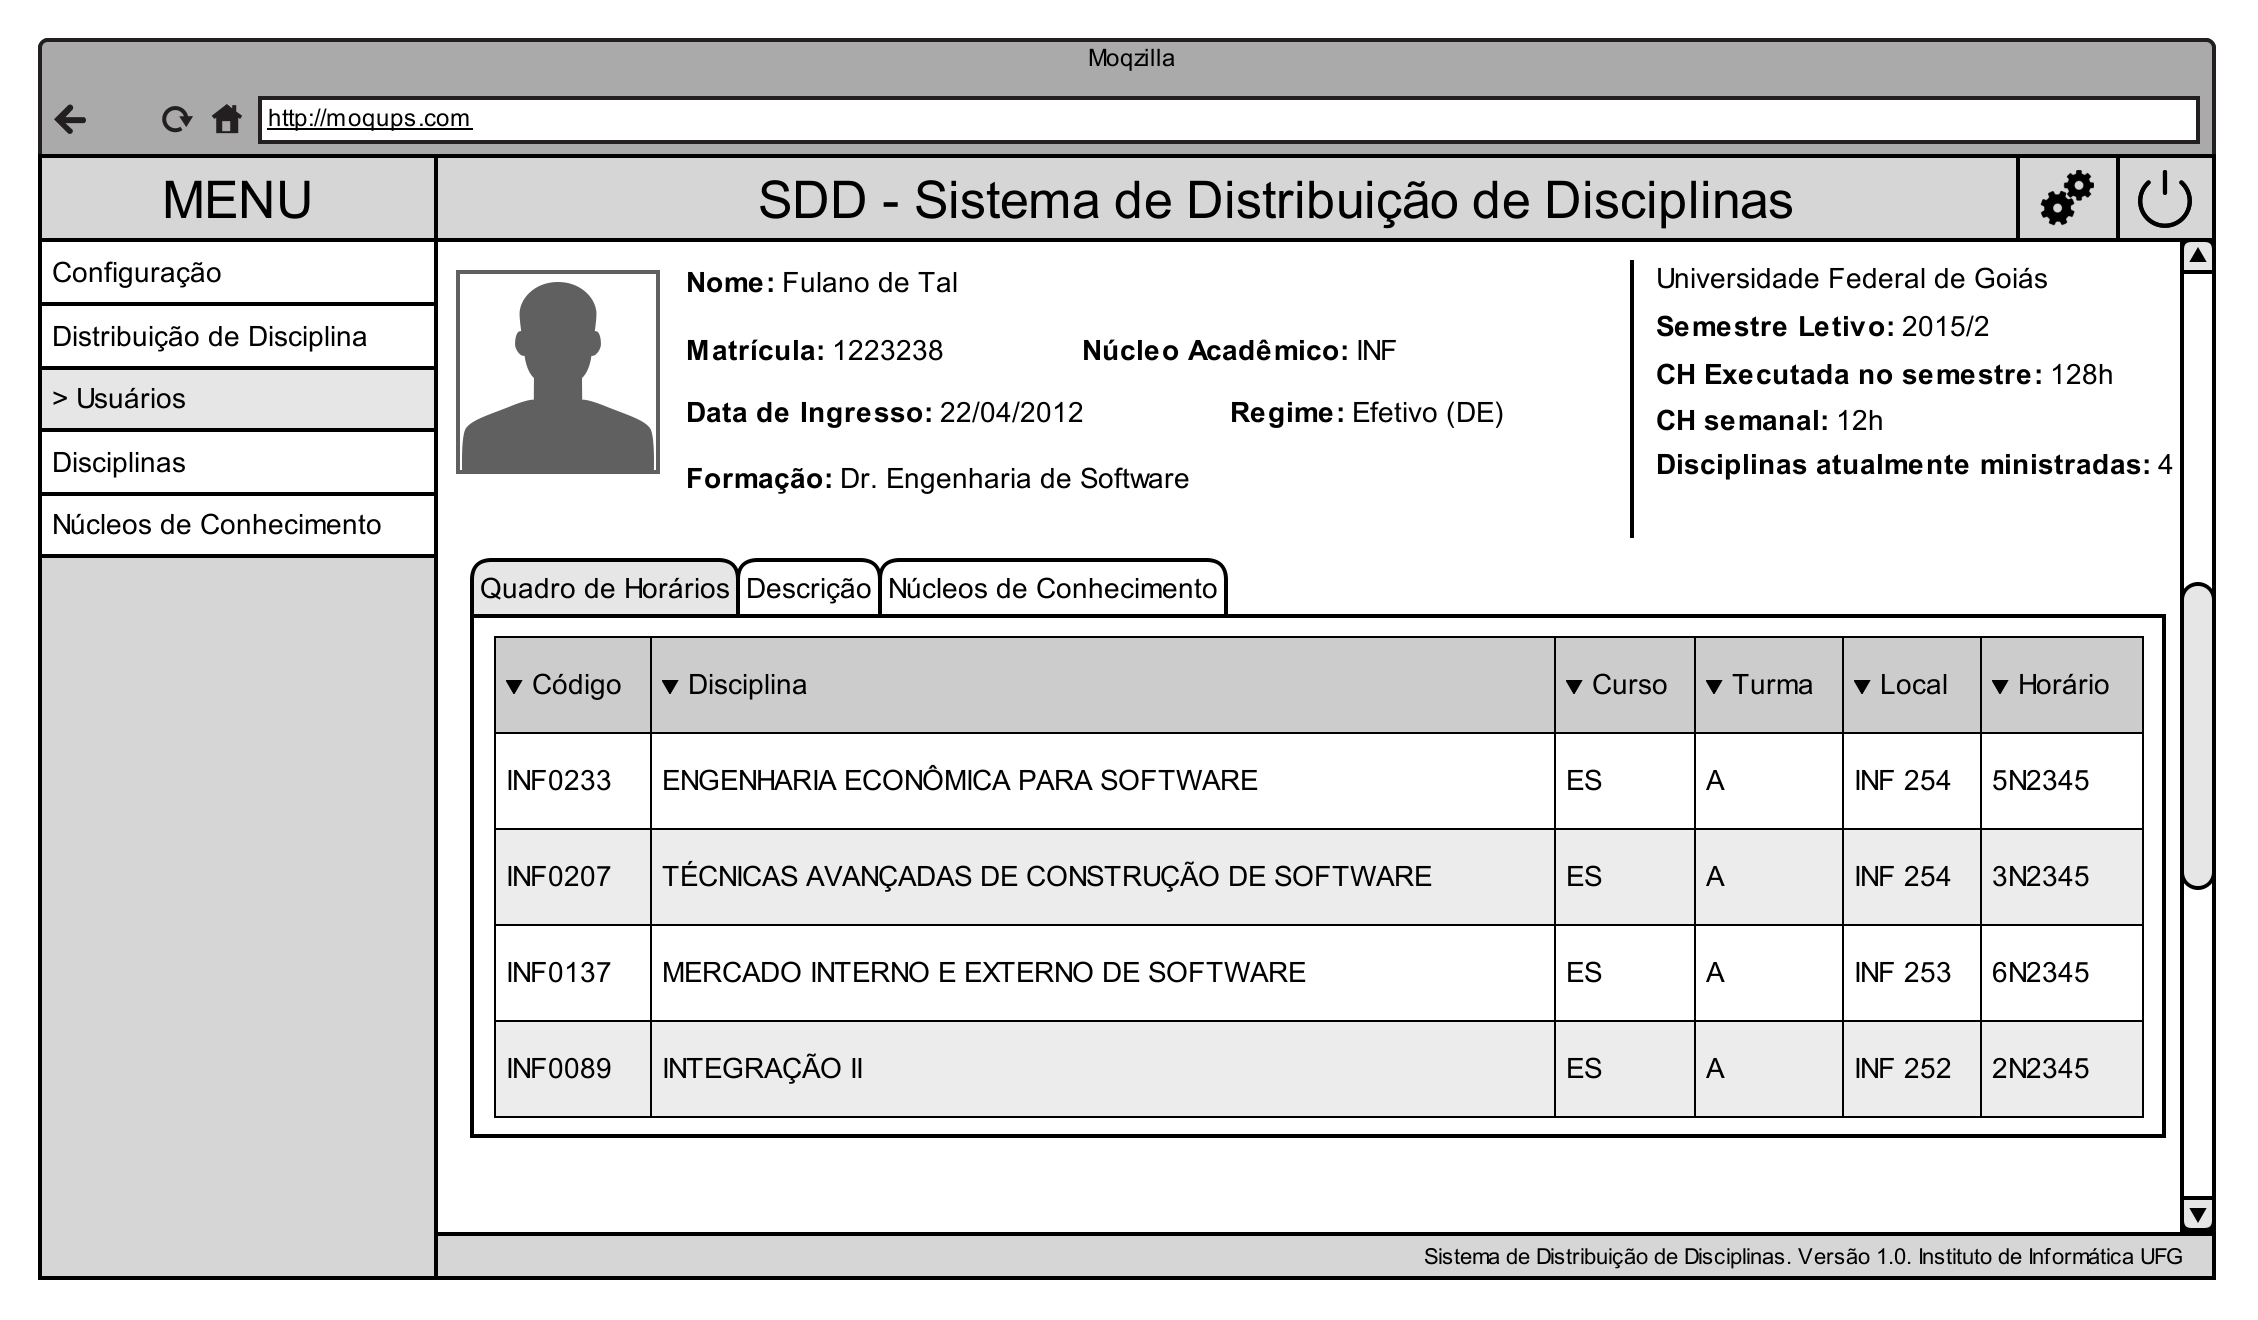 Moqzilla
http://moqups.com
MENU
SDD - Sistema de Distribuição de Disciplinas
Configuração
Distribuição de Disciplina
> Usuários
Disciplinas
Núcleos de Conhecimento
Nome: Fulano de Tal
Matrícula: 1223238 Núcleo Acadêmico: INF
Data de Ingresso: 22/04/2012 Regime: Efetivo (DE)
Formação: Dr. Engenharia de Software
Universidade Federal de Goiás
Semestre Letivo: 2015/2
CH Executada no semestre: 128h
CH semanal: 12h
Disciplinas atualmente ministradas: 4
Quadro de Horários Descrição Núcleos de Conhecimento
▼ Código ▼ Disciplina ▼ Curso ▼ Turma ▼ Local ▼ Horário
INF0233 ENGENHARIA ECONÔMICA PARA SOFTWARE ES A INF 254 5N2345
INF0207 TÉCNICAS AVANÇADAS DE CONSTRUÇÃO DE SOFTWARE ES A INF 254 3N2345
INF0137 MERCADO INTERNO E EXTERNO DE SOFTWARE ES A INF 253 6N2345
INF0089 INTEGRAÇÃO II ES A INF 252 2N2345
Sistema de Distribuição de Disciplinas. Versão 1.0. Instituto de Informática UFG